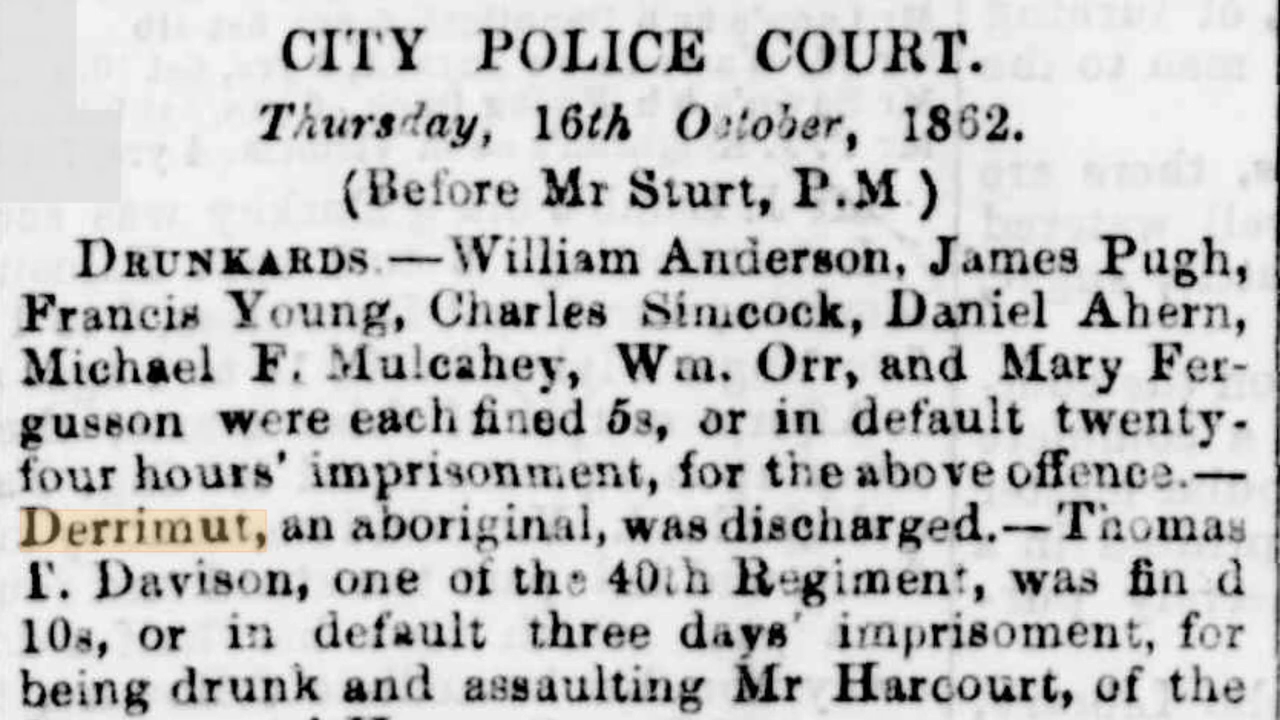 CITY POLICE COURT.
Thursday, 16th October, 1862.
(Before Mr Sturt, P.M.)
DRUNKARDS.—William Anderson, James Pugh,
Francis Young, Charles Simcock, Daniel Ahern,
Michael F. Mulcahey, Wm. Orr, and Mary Fer-
gusson were each fined 5s, or in default twenty-
four hours' imprisonment, for the above offence.—
Derrimut, an aboriginal, was discharged.—Thomas
T. Davison, one of the 40th Regiment, was fin d
10s, or in default three days' imprisoment, for
being drunk and assaulting Mr Harcourt, of the